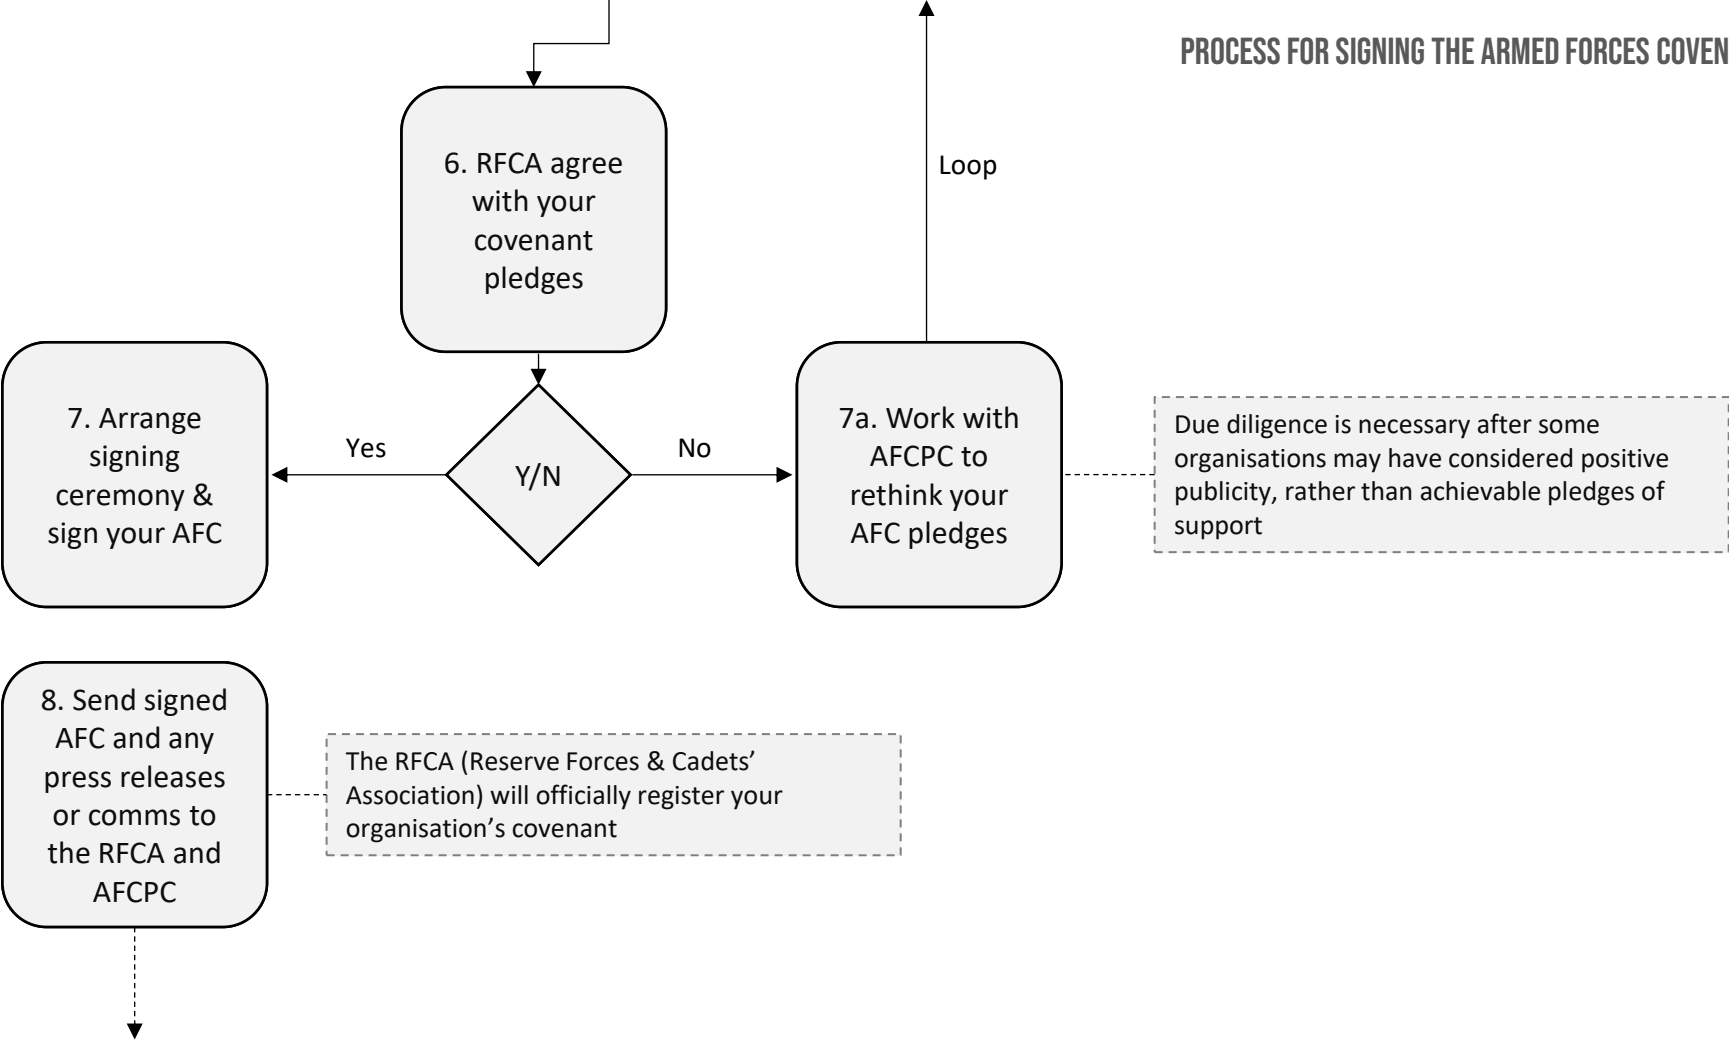 PROCESS FOR SIGNING THE ARMED FORCES COVEN
6. RFCA agree
with your
covenant
pledges
Loop
7. Arrange
signing
ceremony &
sign your AFC
Yes
Y/N
No
7a. Work with
AFCPC to
rethink your
AFC pledges
Due diligence is necessary after some
organisations may have considered positive
publicity, rather than achievable pledges of
support
8. Send signed
AFC and any
press releases
or comms to
the RFCA and
AFCPC
The RFCA (Reserve Forces & Cadets’
Association) will officially register your
organisation’s covenant